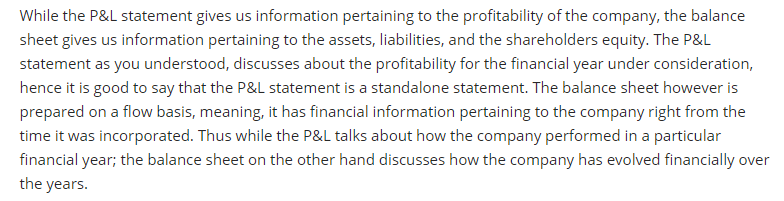 While the P&L statement gives us information pertaining to the profitability of the company, the balance
sheet gives us information pertaining to the assets, liabilities, and the shareholders equity. The P&L
statement as you understood, discusses about the profitability for the financial year under consideration,
hence it is good to say that the P&L statement is a standalone statement. The balance sheet however is
prepared on a flow basis, meaning, it has financial information pertaining to the company right from the
time it was incorporated. Thus while the P&L talks about how the company performed in a particular
financial year; the balance sheet on the other hand discusses how the company has evolved financially over
the years.